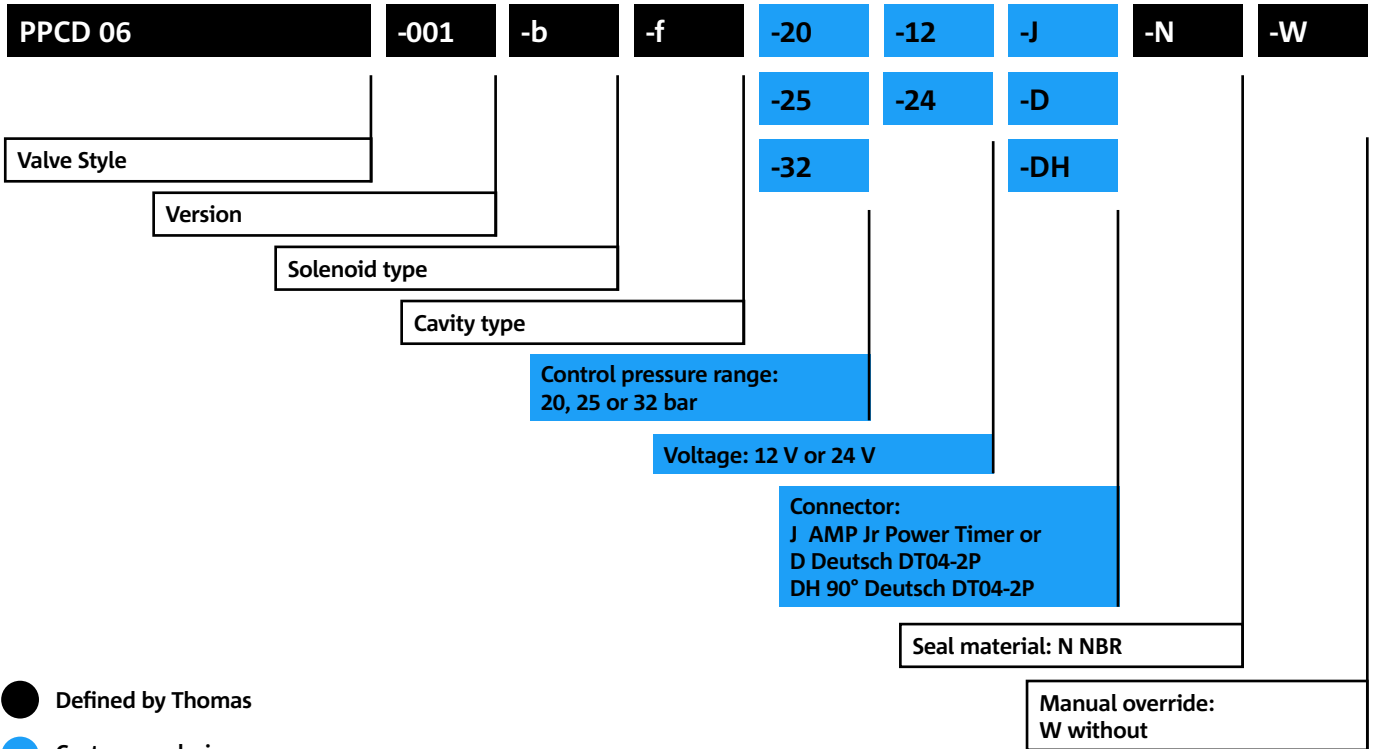 PPCD 06 -001 -b -f -20 -12 -J -N -W
-25 -24 -D
-32 -DH
Valve Style
Version
Solenoid type
Cavity type
Control pressure range:
20, 25 or 32 bar
Voltage: 12 V or 24 V
Connector:
J AMP Jr Power Timer or
D Deutsch DT04-2P
DH 90° Deutsch DT04-2P
Seal material: N NBR
Manual override:
W without
Defined by Thomas